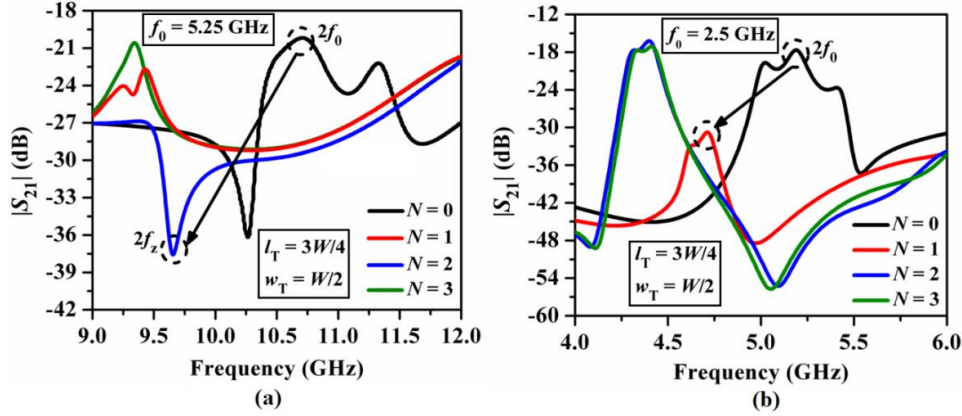 -15
-18
-21
-24
-27
-30
-33
-36
-39
-42
|S21| (dB)
f0 = 5.25 GHz
2f0
2fz
lT = 3W/4
wT = W/2
N = 0
N = 1
N = 2
N = 3
9.0 9.5 10.0 10.5 11.0 11.5 12.0
Frequency (GHz)
(a)
-12
-18
-24
-30
-36
-42
-48
-54
-60
|S21| (dB)
f0 = 2.5 GHz
2f0
lT = 3W/4
wT = W/2
N = 0
N = 1
N = 2
N = 3
4.0 4.5 5.0 5.5 6.0
Frequency (GHz)
(b)